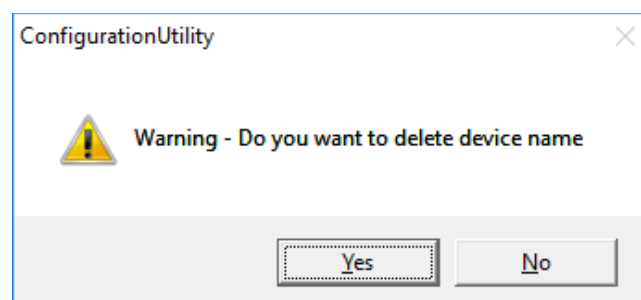 ConfigurationUtility
Warning - Do you want to delete device name
Yes
No